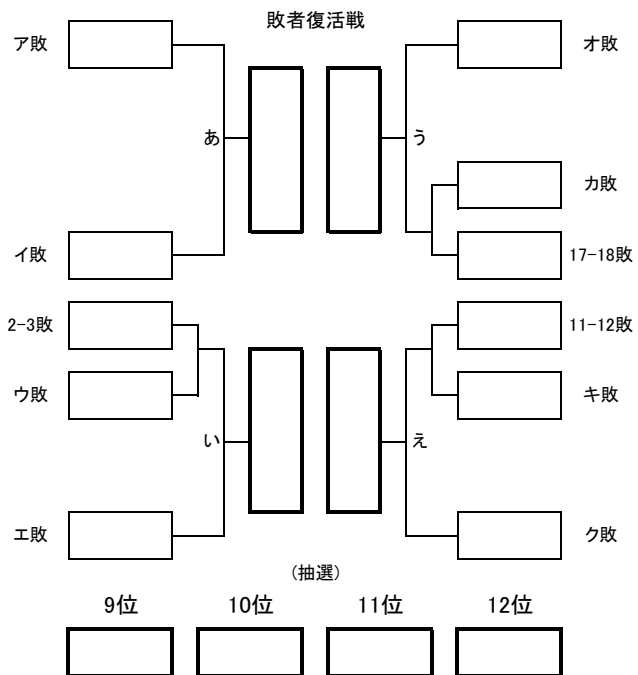 敗者復活戦
ア敗
オ敗
あ
う
カ敗
イ敗
17-18敗
2-3敗
11-12敗
ウ敗
キ敗
い
え
エ敗
ク敗
(抽選)
9位
10位
11位
12位